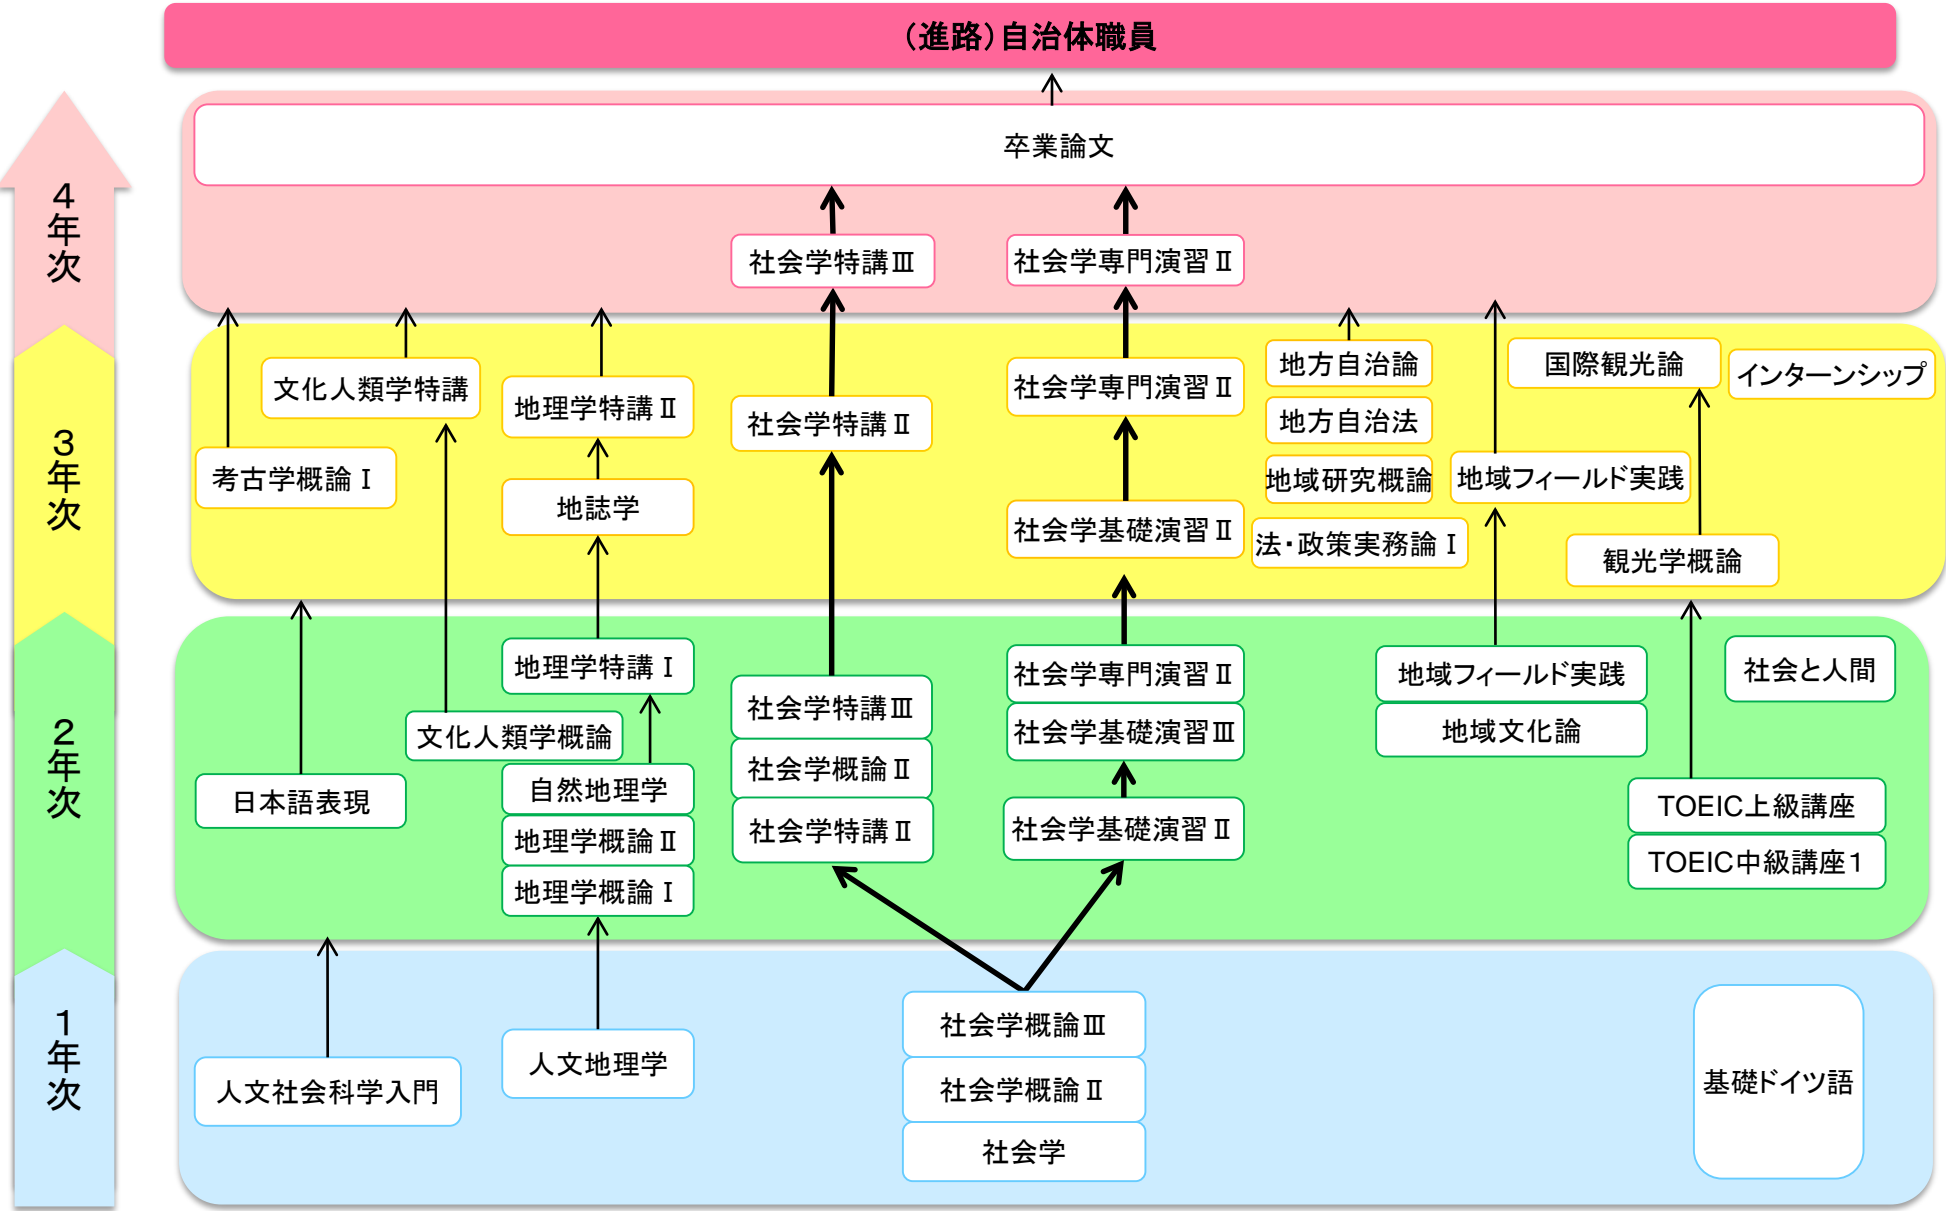 （進路）自治体職員
4年次
卒業論文
社会学特講Ⅲ
社会学専門演習Ⅱ
3年次
文化人類学特講
考古学概論Ⅰ
地理学特講Ⅱ
地誌学
社会学特講Ⅱ
社会学専門演習Ⅱ
社会学基礎演習Ⅱ
地方自治論
地方自治法
地域研究概論
法・政策実務論Ⅰ
地域フィールド実践
国際観光論
観光学概論
インターンシップ
2年次
日本語表現
文化人類学概論
地理学特講Ⅰ
自然地理学
地理学概論Ⅱ
地理学概論Ⅰ
社会学特講Ⅲ
社会学概論Ⅱ
社会学特講Ⅱ
社会学専門演習Ⅱ
社会学基礎演習Ⅲ
社会学基礎演習Ⅱ
地域フィールド実践
地域文化論
社会と人間
TOEIC上級講座
TOEIC中級講座1
1年次
人文社会科学入門
人文地理学
社会学概論Ⅲ
社会学概論Ⅱ
社会学
基礎ドイツ語